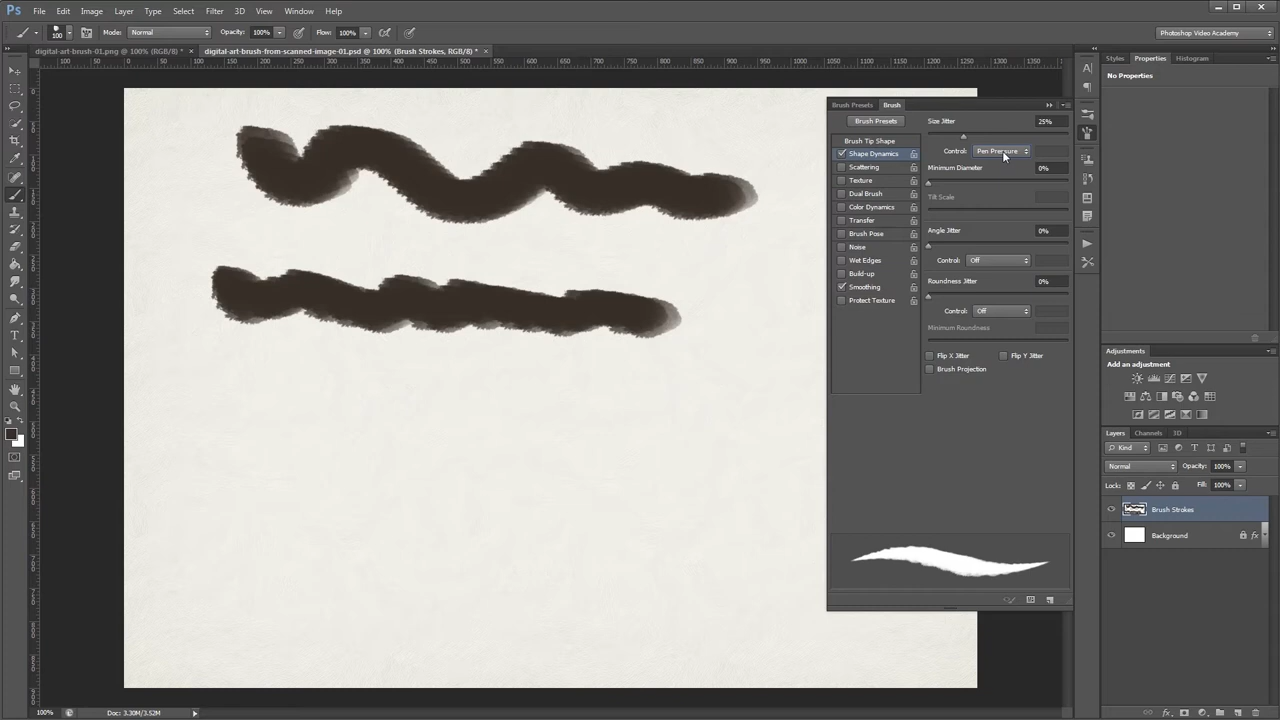 Ps File Edit Image Layer Type Select Filter 3D View Window Help
100 Mode: Normal Opacity: 100% Flow: 100% Photoshop Video Academy
digital-art-brush-01.png @ 100% (RGB/8) * × digital-art-brush-from-scanned-image-01.psd @ 100% (Brush Strokes, RGB/8) * ×
Styles Properties Histogram
No Properties
Brush Presets Brush
Brush Presets
Size Jitter 25%
Brush Tip Shape
Shape Dynamics
Control: Pen Pressure
Scattering
Minimum Diameter 0%
Texture
Dual Brush
Tilt Scale
Color Dynamics
Transfer
Brush Pose
Angle Jitter 0%
Noise
Wet Edges
Control: Off
Build-up
Smoothing
Roundness Jitter 0%
Protect Texture
Control: Off
Minimum Roundness
Flip X Jitter Flip Y Jitter
Brush Projection
Adjustments
Add an adjustment
Layers Channels 3D
Kind
Normal Opacity: 100%
Lock: Fill: 100%
Brush Strokes
Background fx
100% Doc: 3.30M/3.52M